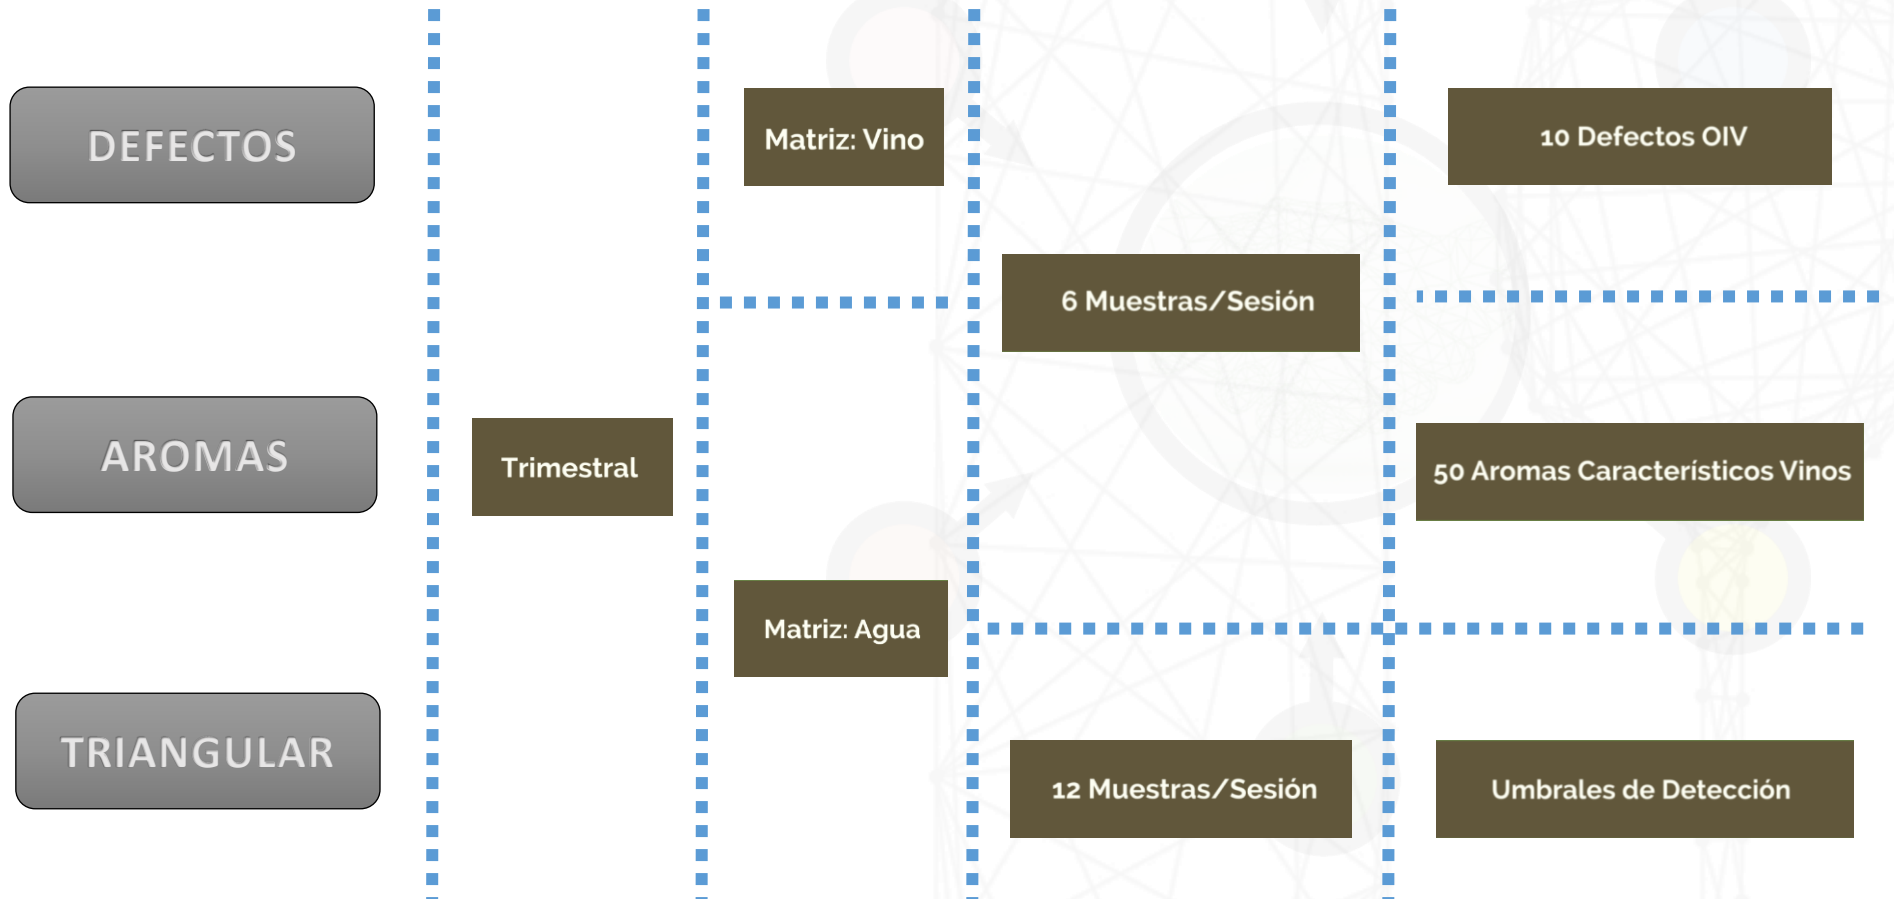 DEFECTOS
Matriz: Vino
10 Defectos OIV
6 Muestras/Sesión
AROMAS
Trimestral
50 Aromas Característicos Vinos
Matriz: Agua
TRIANGULAR
12 Muestras/Sesión
Umbrales de Detección